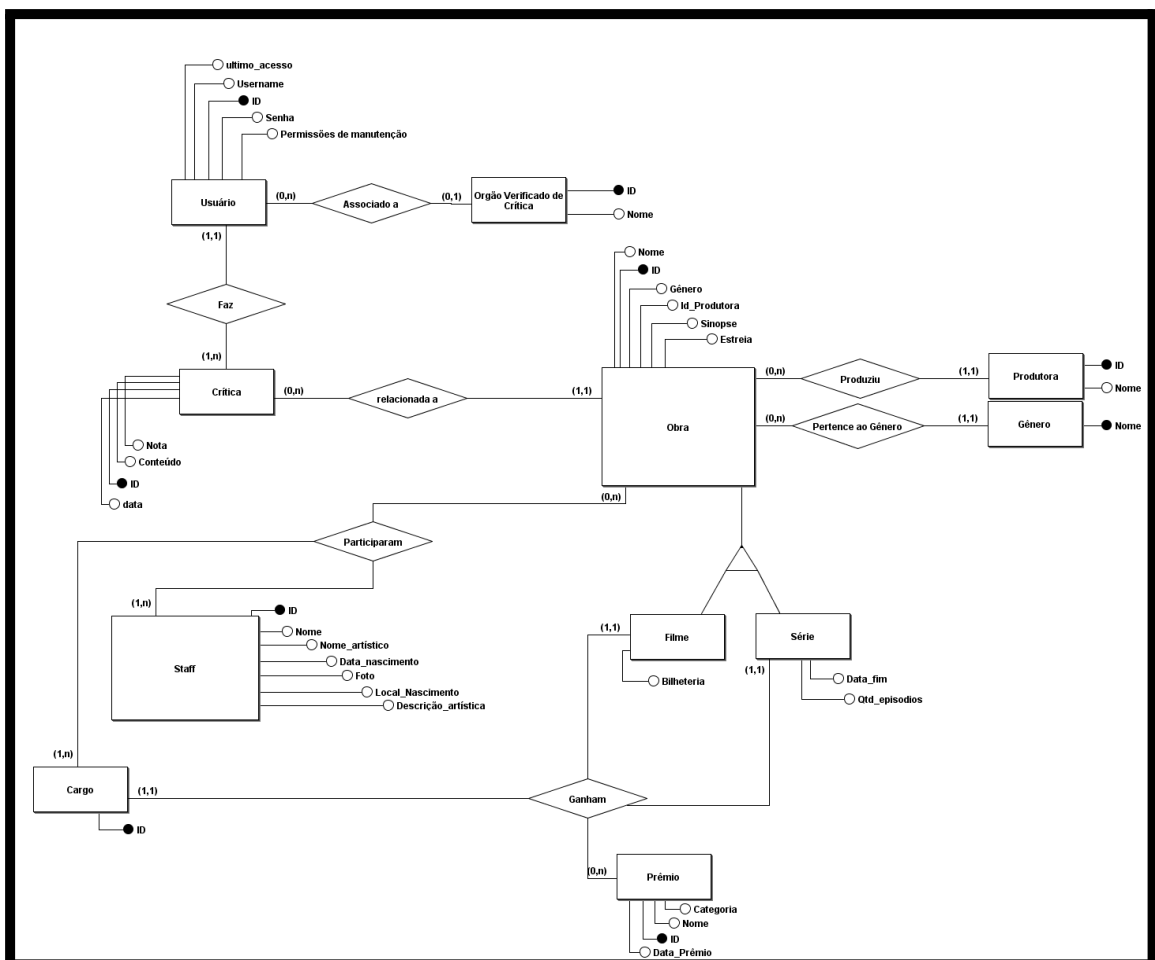 ultimo_acesso
Username
ID
Senha
Permissões de manutenção
Usuário
(0,n)
Associado a
(0,1)
Orgão Verificado de
Crítica
ID
Nome
(1,1)
Faz
(1,n)
Crítica
Nota
Conteúdo
ID
data
(0,n)
relacionada a
(1,1)
Nome
ID
Gênero
Id_Produtora
Sinopse
Estreia
Obra
(0,n)
Produziu
(1,1)
Produtora
ID
Nome
(0,n)
Pertence ao Gênero
(1,1)
Gênero
Nome
(0,n)
Participaram
(1,n)
Staff
ID
Nome
Nome_artístico
Data_nascimento
Foto
Local_Nascimento
Descrição_artística
(1,1)
Filme
Bilheteria
Série
(1,1)
Data_fim
Qtd_episodios
(1,n)
Cargo
ID
(1,1)
Ganham
(0,n)
Prêmio
Categoria
Nome
ID
Data_Prêmio